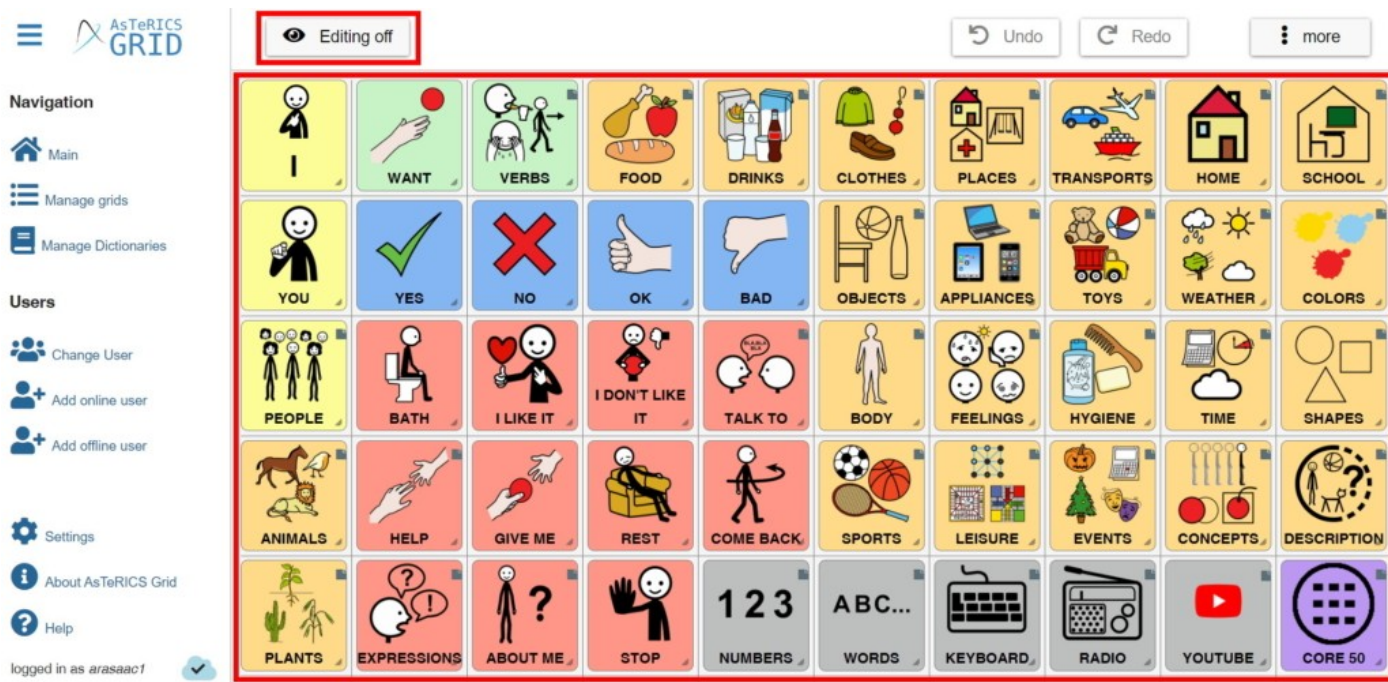 AsTeRICS
GRID
Editing off
Undo
Redo
more
Navigation
Main
Manage grids
Manage Dictionaries
Users
Change User
Add online user
Add offline user
Settings
About AsTeRICS Grid
Help
logged in as arasaac1
I
WANT
VERBS
FOOD
DRINKS
CLOTHES
PLACES
TRANSPORTS
HOME
SCHOOL
YOU
YES
NO
OK
BAD
OBJECTS
APPLIANCES
TOYS
WEATHER
COLORS
PEOPLE
BATH
I LIKE IT
I DON'T LIKE
IT
BLA,BLA
BLA
TALK TO
BODY
FEELINGS
HYGIENE
TIME
SHAPES
ANIMALS
HELP
GIVE ME
REST
COME BACK
SPORTS
LEISURE
EVENTS
CONCEPTS
DESCRIPTION
PLANTS
? !
EXPRESSIONS
?
ABOUT ME
STOP
1 2 3
NUMBERS
ABC...
WORDS
KEYBOARD
RADIO
YOUTUBE
CORE 50